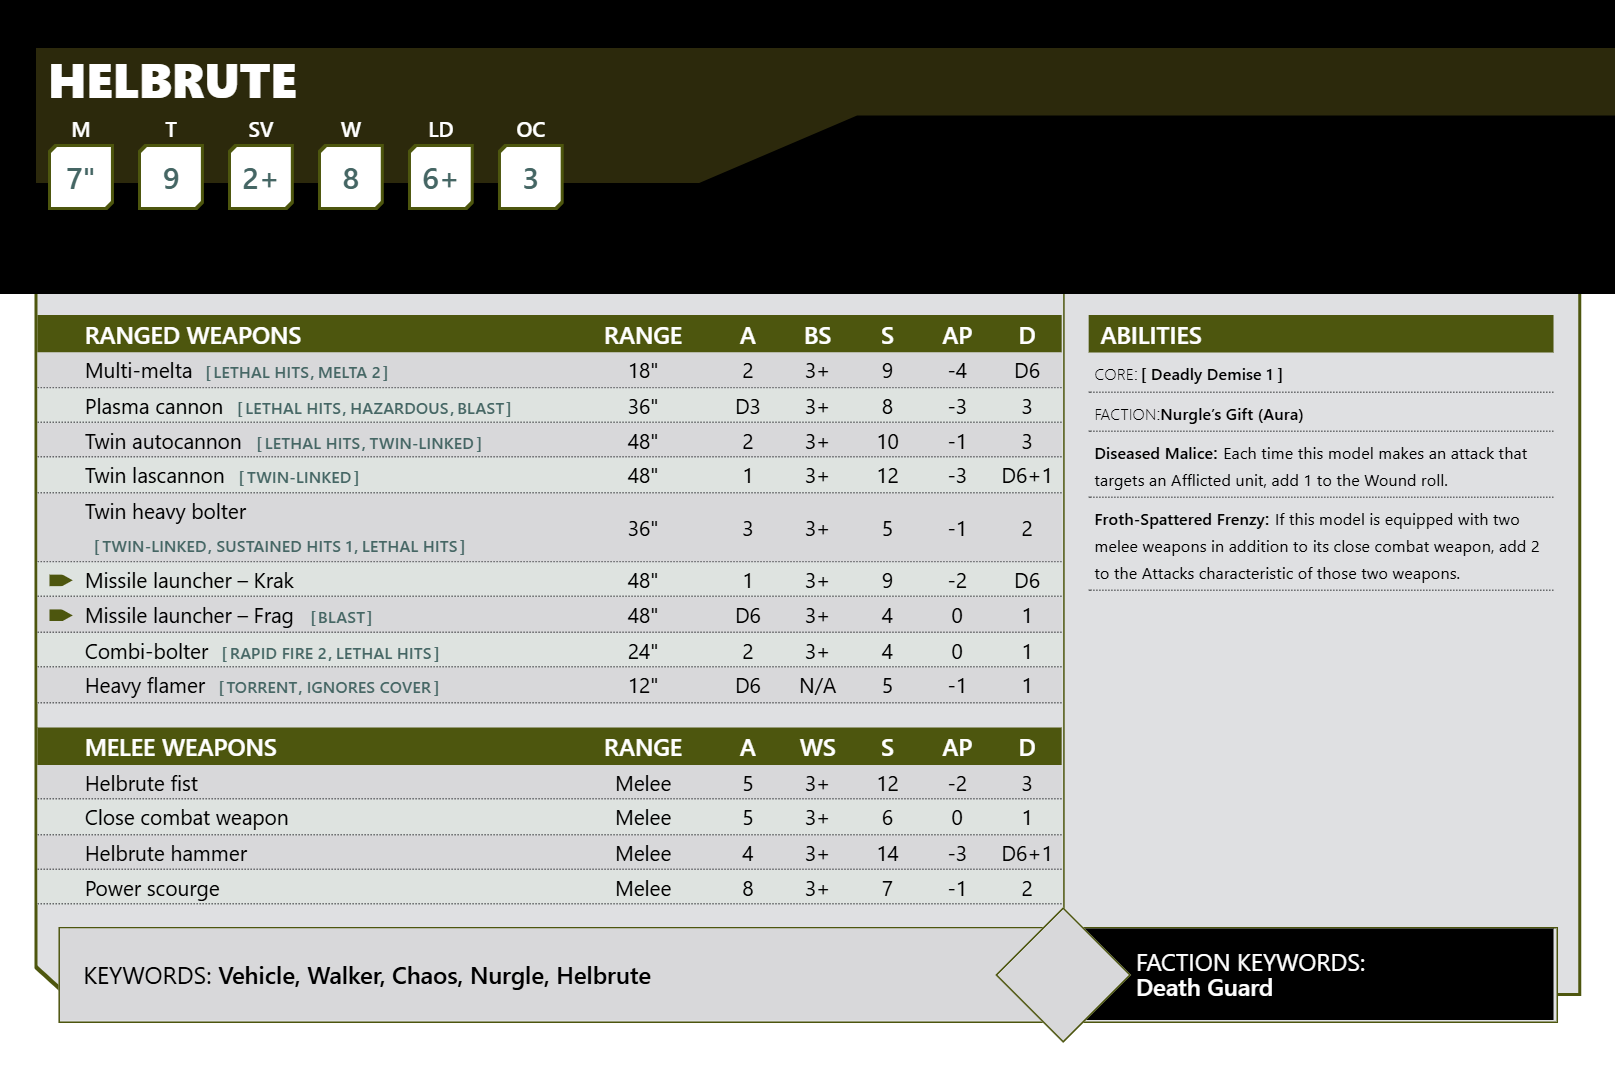 HELBRUTE
M T SV W LD OC
7" 9 2+ 8 6+ 3
RANGED WEAPONS RANGE A BS S AP D
Multi-melta [LETHAL HITS, MELTA 2] 18" 2 3+ 9 -4 D6
Plasma cannon [LETHAL HITS, HAZARDOUS, BLAST] 36" D3 3+ 8 -3 3
Twin autocannon [LETHAL HITS, TWIN-LINKED] 48" 2 3+ 10 -1 3
Twin lascannon [TWIN-LINKED] 48" 1 3+ 12 -3 D6+1
Twin heavy bolter 36" 3 3+ 5 -1 2
[TWIN-LINKED, SUSTAINED HITS 1, LETHAL HITS]
Missile launcher – Krak 48" 1 3+ 9 -2 D6
Missile launcher – Frag [BLAST] 48" D6 3+ 4 0 1
Combi-bolter [RAPID FIRE 2, LETHAL HITS] 24" 2 3+ 4 0 1
Heavy flamer [TORRENT, IGNORES COVER] 12" D6 N/A 5 -1 1
MELEE WEAPONS RANGE A WS S AP D
Helbrute fist Melee 5 3+ 12 -2 3
Close combat weapon Melee 5 3+ 6 0 1
Helbrute hammer Melee 4 3+ 14 -3 D6+1
Power scourge Melee 8 3+ 7 -1 2
ABILITIES
CORE: [ Deadly Demise 1 ]
FACTION:Nurgle's Gift (Aura)
Diseased Malice: Each time this model makes an attack that
targets an Afflicted unit, add 1 to the Wound roll.
Froth-Spattered Frenzy: If this model is equipped with two
melee weapons in addition to its close combat weapon, add 2
to the Attacks characteristic of those two weapons.
KEYWORDS: Vehicle, Walker, Chaos, Nurgle, Helbrute
FACTION KEYWORDS:
Death Guard